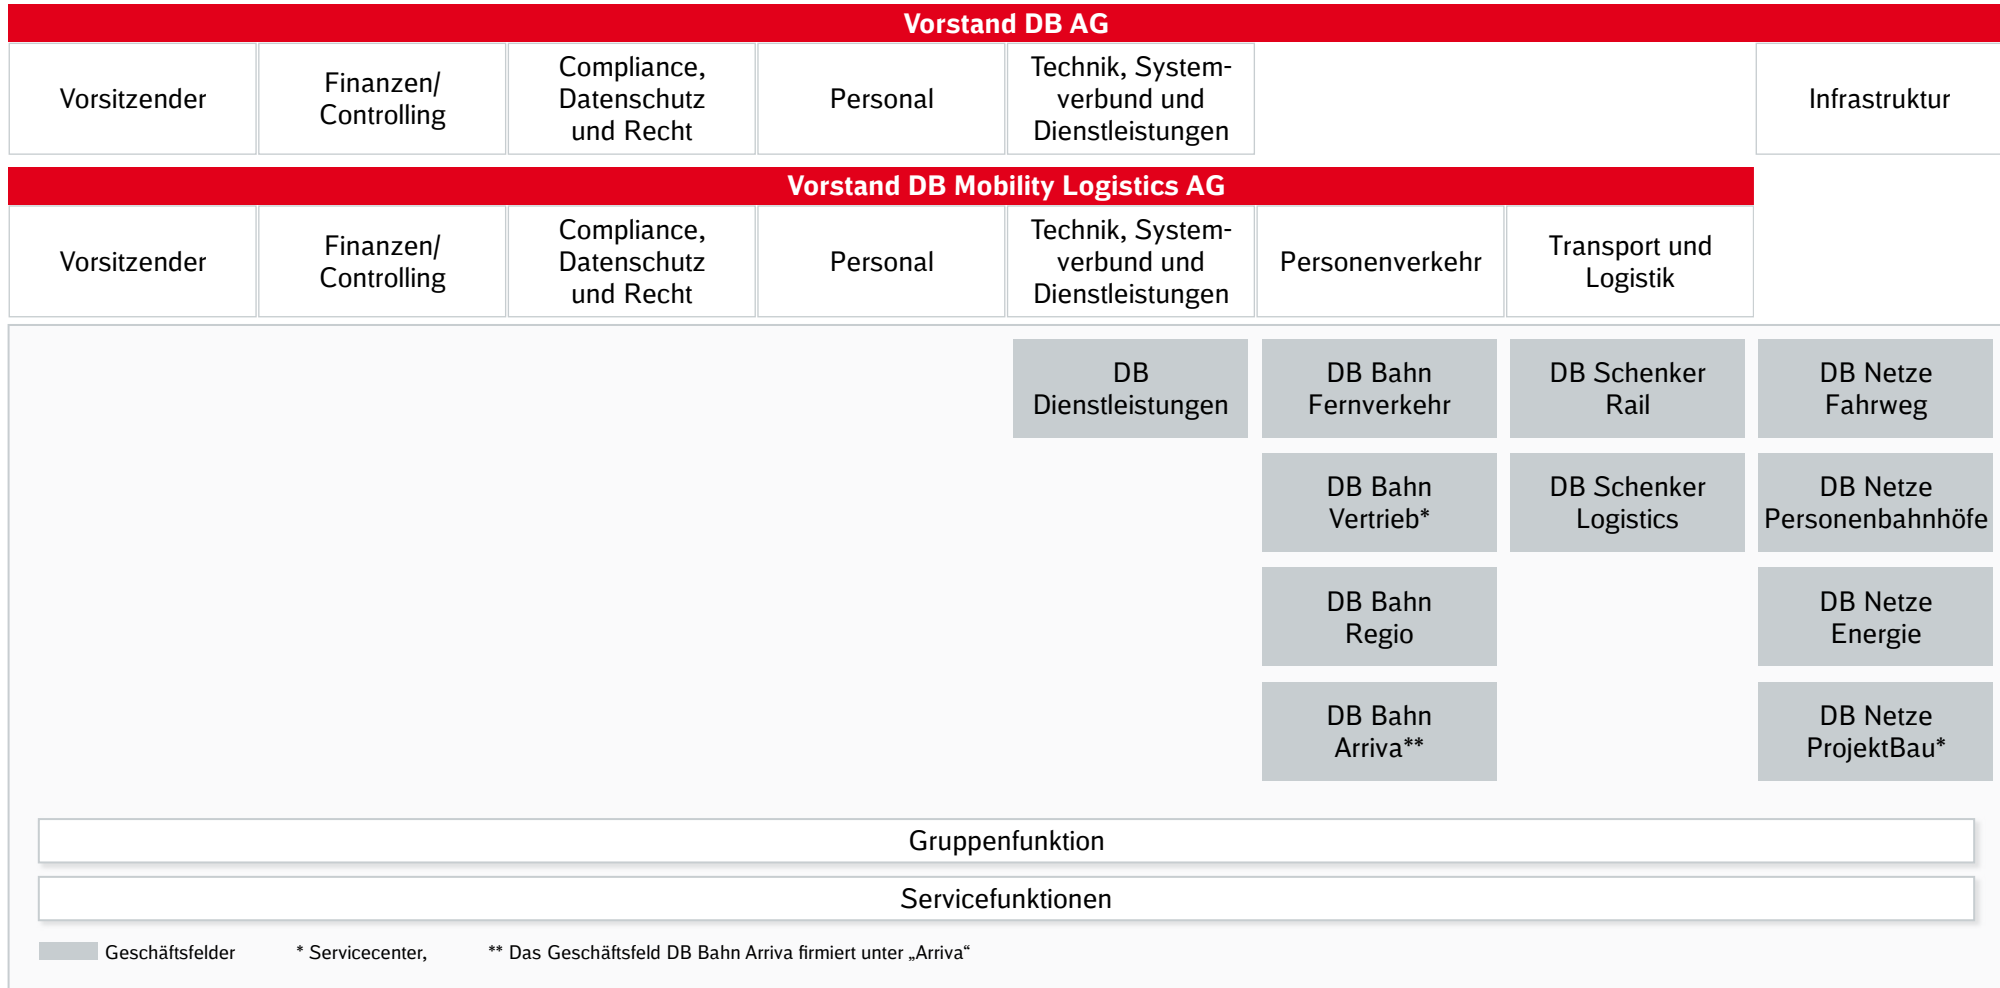 Vorstand DB AG
Vorsitzender
Finanzen/
Controlling
Compliance,
Datenschutz
und Recht
Personal
Technik, System-
verbund und
Dienstleistungen
Infrastruktur
Vorstand DB Mobility Logistics AG
Vorsitzender
Finanzen/
Controlling
Compliance,
Datenschutz
und Recht
Personal
Technik, System-
verbund und
Dienstleistungen
Personenverkehr
Transport und
Logistik
DB
Dienstleistungen
DB Bahn
Fernverkehr
DB Schenker
Rail
DB Netze
Fahrweg
DB Bahn
Vertrieb*
DB Schenker
Logistics
DB Netze
Personenbahnhöfe
DB Bahn
Regio
DB Netze
Energie
DB Bahn
Arriva**
DB Netze
ProjektBau*
Gruppenfunktion
Servicefunktionen
Geschäftsfelder * Servicecenter, ** Das Geschäftsfeld DB Bahn Arriva firmiert unter „Arriva“